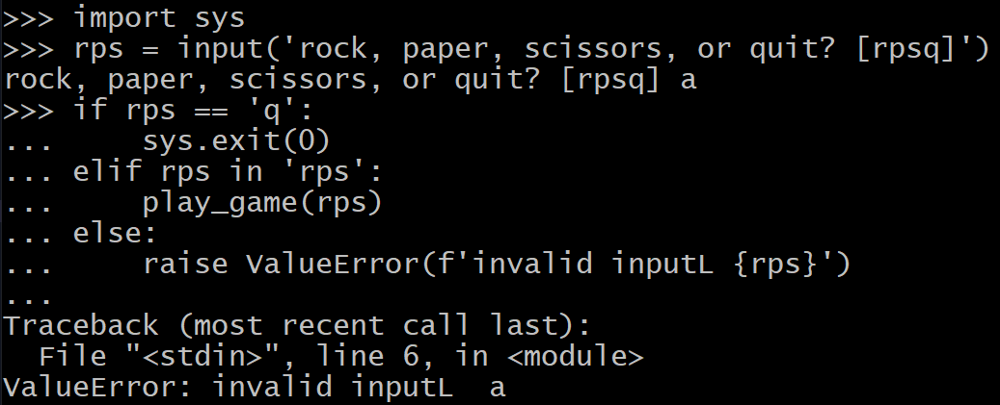 >>> import sys
>>> rps = input('rock, paper, scissors, or quit? [rpsq]')
rock, paper, scissors, or quit? [rpsq] a
>>> if rps == 'q':
...     sys.exit(0)
... elif rps in 'rps':
...     play_game(rps)
... else:
...     raise ValueError(f'invalid inputL {rps}')
...
Traceback (most recent call last):
  File "<stdin>", line 6, in <module>
ValueError: invalid inputL  a